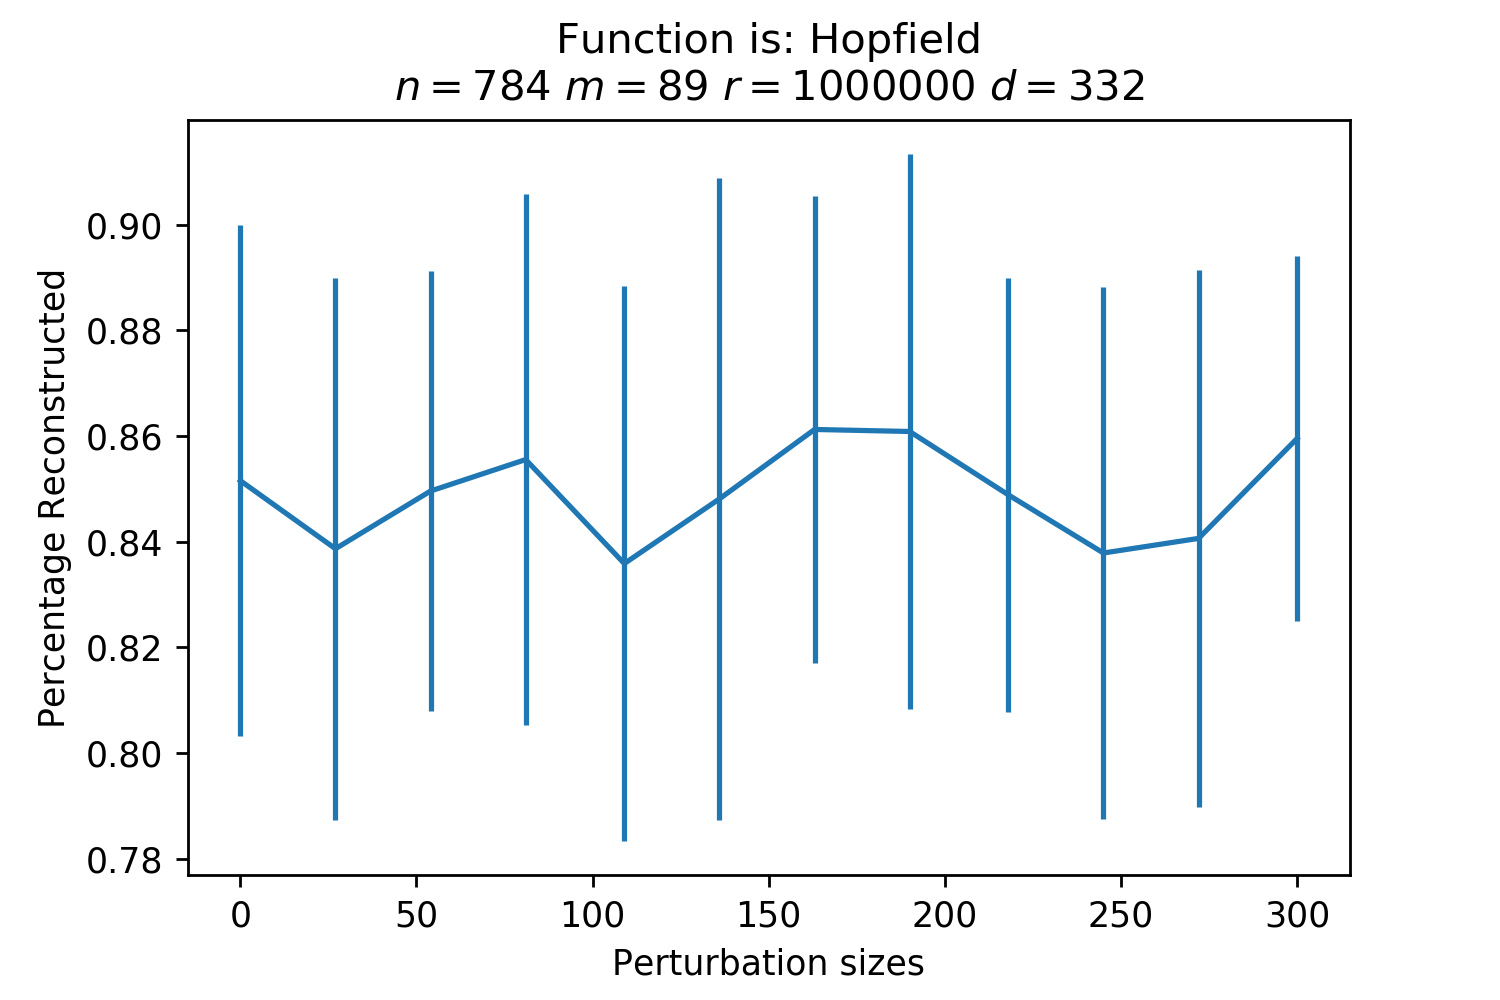 Function is: Hopfield
n = 784 m = 89 r = 1000000 d = 332
Percentage Reconstructed
0.90
0.88
0.86
0.84
0.82
0.80
0.78
0 50 100 150 200 250 300
Perturbation sizes